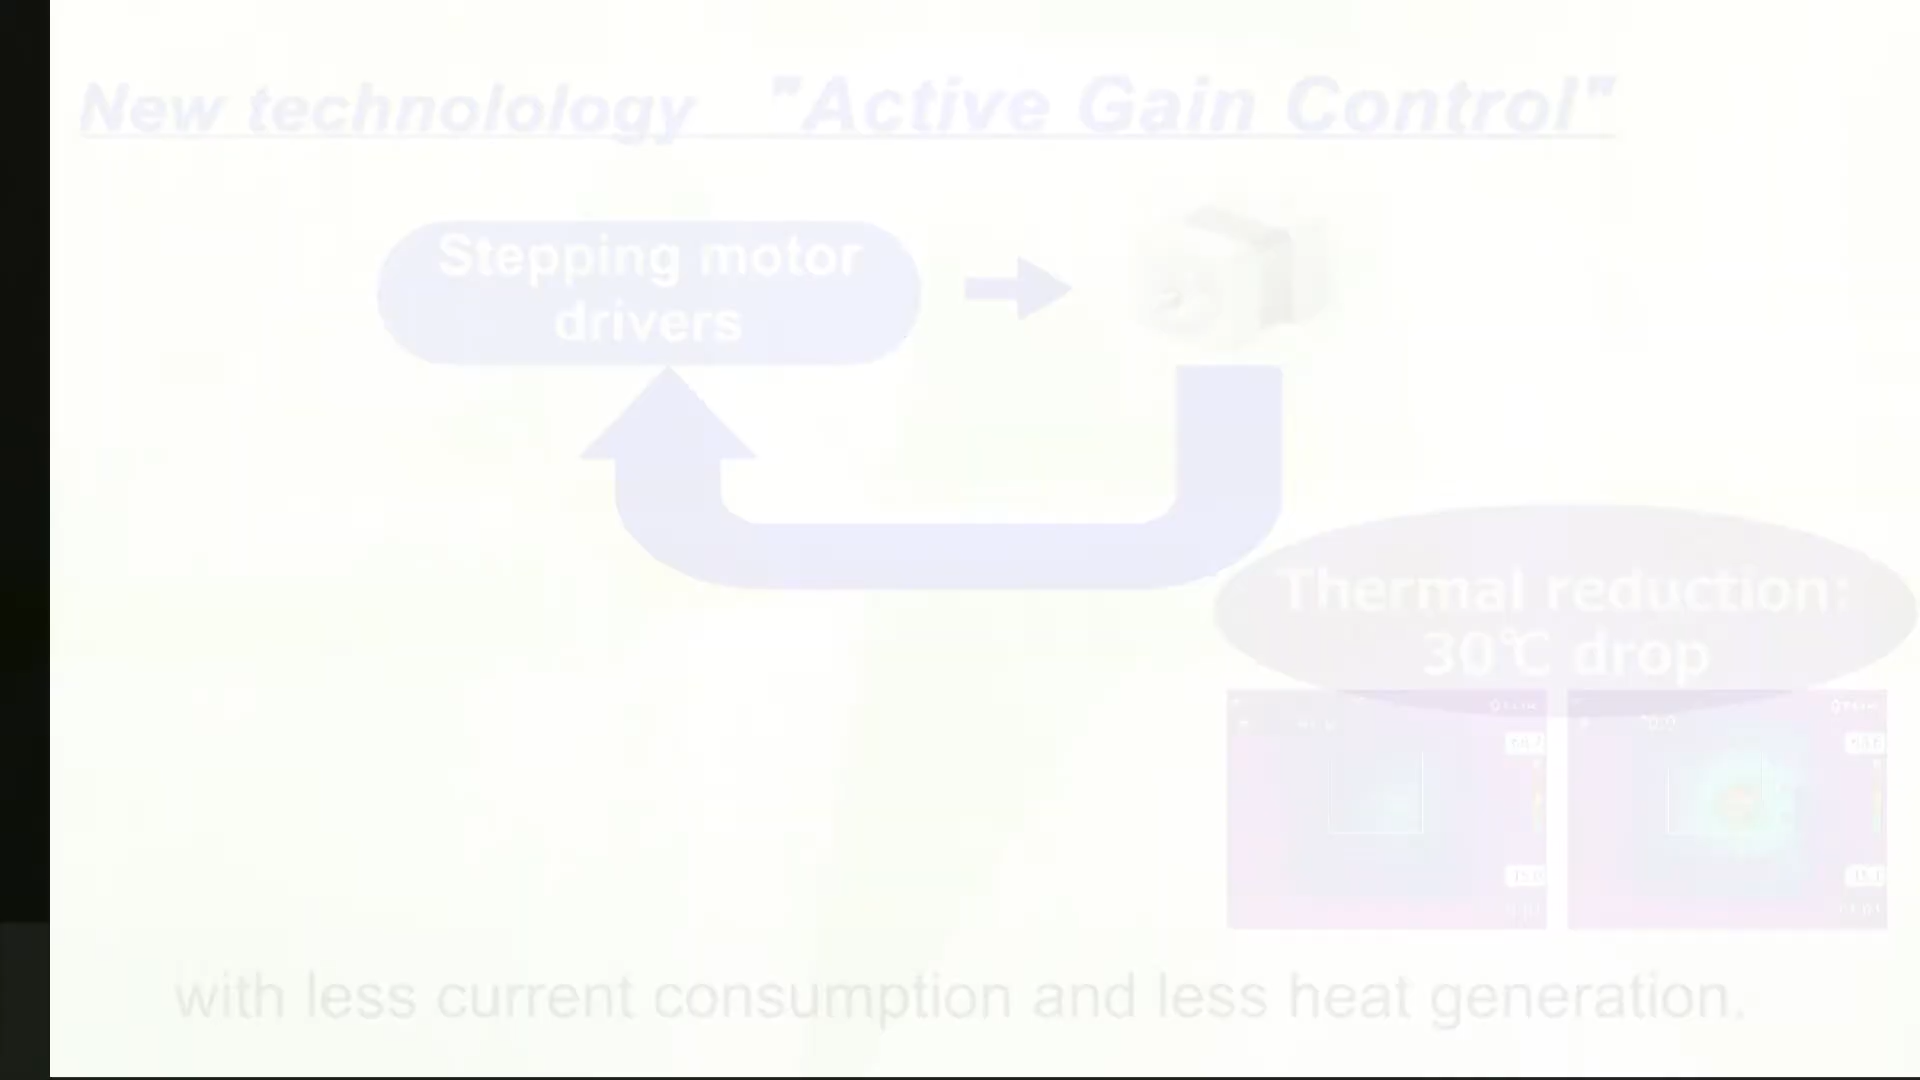 New technolology "Active Gain Control"
Stepping motor
drivers
Thermal reduction:
30℃ drop
with less current consumption and less heat generation.